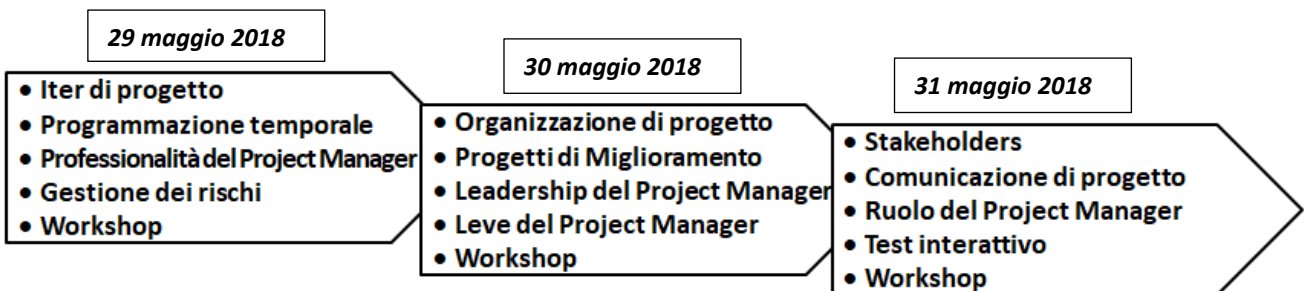 29 maggio 2018
• Iter di progetto
• Programmazione temporale
• Professionalità del Project Manager
• Gestione dei rischi
• Workshop
30 maggio 2018
• Organizzazione di progetto
• Progetti di Miglioramento
• Leadership del Project Manager
• Leve del Project Manager
• Workshop
31 maggio 2018
• Stakeholders
• Comunicazione di progetto
• Ruolo del Project Manager
• Test interattivo
• Workshop